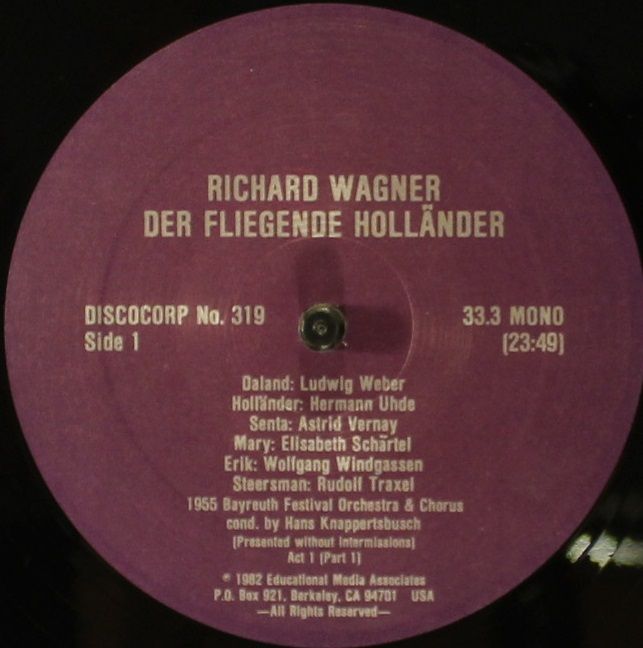 RICHARD WAGNER
DER FLIEGENDE HOLLÄNDER
DISCOCORP No. 319
33.3 MONO
Side 1
(23:49)
Daland: Ludwig Weber
Holländer: Hermann Uhde
Senta: Astrid Vernay
Mary: Elisabeth Schärtel
Erik: Wolfgang Windgassen
Steersman: Rudolf Traxel
1955 Bayreuth Festival Orchestra & Chorus
cond. by Hans Knappertsbusch
(Presented without intermissions)
Act 1 (Part 1)
© 1982 Educational Media Associates
P.O. Box 921, Berkeley, CA 94701 USA
—All Rights Reserved—